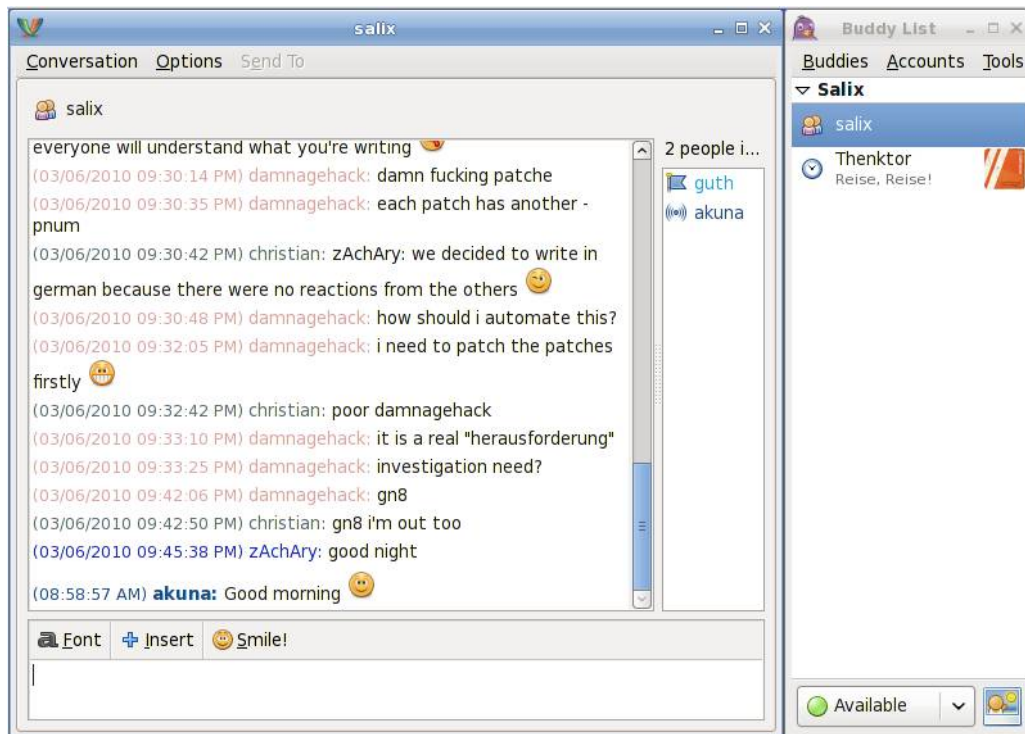 salix
Conversation Options Send To
salix
everyone will understand what you're writing
(03/06/2010 09:30:14 PM) damnagehack: damn fucking patche
(03/06/2010 09:30:35 PM) damnagehack: each patch has another -
pnum
(03/06/2010 09:30:42 PM) christian: zAchAry: we decided to write in
german because there were no reactions from the others
(03/06/2010 09:30:48 PM) damnagehack: how should i automate this?
(03/06/2010 09:32:05 PM) damnagehack: i need to patch the patches
firstly
(03/06/2010 09:32:42 PM) christian: poor damnagehack
(03/06/2010 09:33:10 PM) damnagehack: it is a real "herausforderung"
(03/06/2010 09:33:25 PM) damnagehack: investigation need?
(03/06/2010 09:42:06 PM) damnagehack: gn8
(03/06/2010 09:42:50 PM) christian: gn8 i'm out too
(03/06/2010 09:45:38 PM) zAchAry: good night
(08:58:57 AM) akuna: Good morning
2 people i...
guth
akuna
Font Insert Smile!
Buddy List
Buddies Accounts Tools
Salix
salix
Thenktor
Reise, Reise!
Available